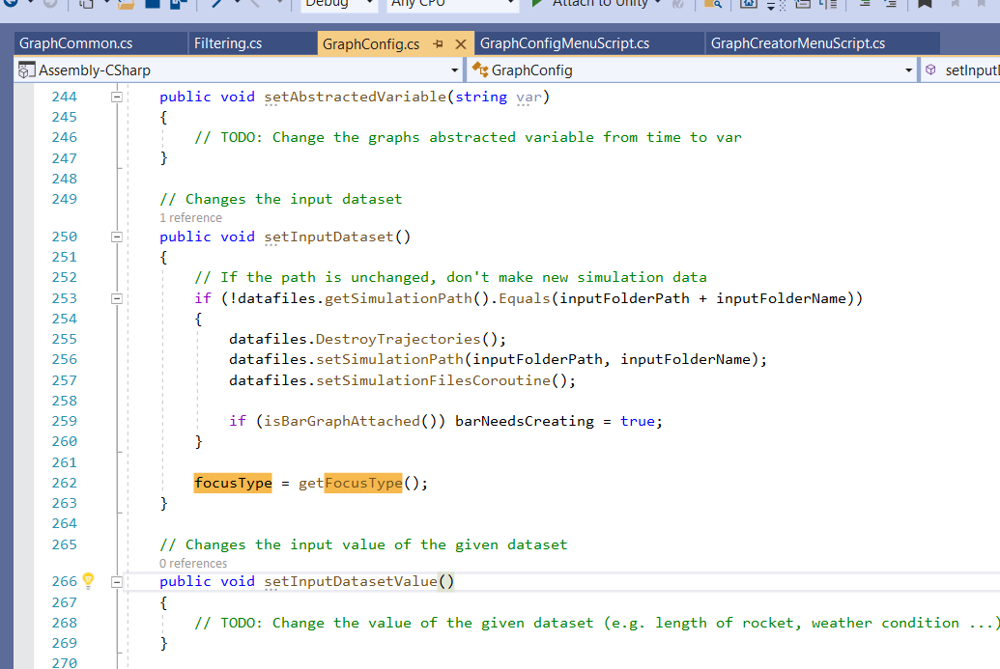 Debug Any CPU Attach to Unity
GraphCommon.cs Filtering.cs GraphConfig.cs GraphConfigMenuScript.cs GraphCreatorMenuScript.cs
Assembly-CSharp GraphConfig
244 public void setAbstractedVariable(string var)
245 {
246 // TODO: Change the graphs abstracted variable from time to var
247 }
248
249 // Changes the input dataset
1 reference
250 public void setInputDataset()
251 {
252 // If the path is unchanged, don't make new simulation data
253 if (!datafiles.getSimulationPath().Equals(inputFolderPath + inputFolderName))
254 {
255 datafiles.DestroyTrajectories();
256 datafiles.setSimulationPath(inputFolderPath, inputFolderName);
257 datafiles.setSimulationFilesCoroutine();
258
259 if (isBarGraphAttached()) barNeedsCreating = true;
260 }
261
262 focusType = getFocusType();
263 }
264
265 // Changes the input value of the given dataset
0 references
266 public void setInputDatasetValue()
267 {
268 // TODO: Change the value of the given dataset (e.g. length of rocket, weather condition ...)
269 }
270